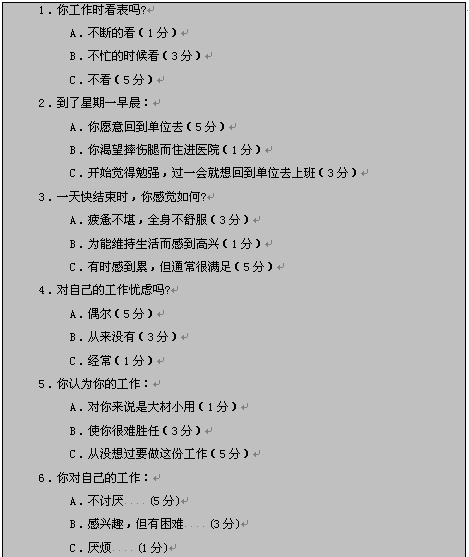 1．你工作时看表吗?
A．不断的看(1分)
B．不忙的时候看(3分)
C．不看(5分)
2．到了星期一早晨：
A．你愿意回到单位去(5分)
B．你渴望摔伤腿而住进医院(1分)
C．开始觉得勉强，过一会就想回到单位去上班(3分)
3．一天快结束时，你感觉如何?
A．疲惫不堪，全身不舒服(3分)
B．为能维持生活而感到高兴(1分)
C．有时感到累，但通常很满足(5分)
4．对自己的工作忧虑吗?
A．偶尔(5分)
B．从来没有(3分)
C．经常(1分)
5．你认为你的工作：
A．对你来说是大材小用(1分)
B．使你很难胜任(3分)
C．从没想过要做这份工作(5分)
6．你对自己的工作：
A．不讨厌....(5分)
B．感兴趣，但有困难....(3分)
C．厌烦....(1分)